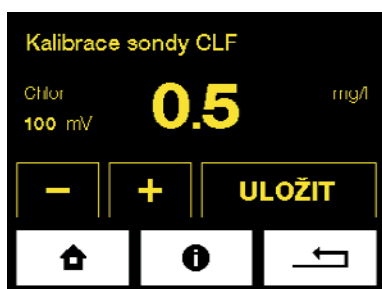 Kalibrace sondy CLF
Chlor
0.5
mg/l
100 mV
− + ULOŽIT